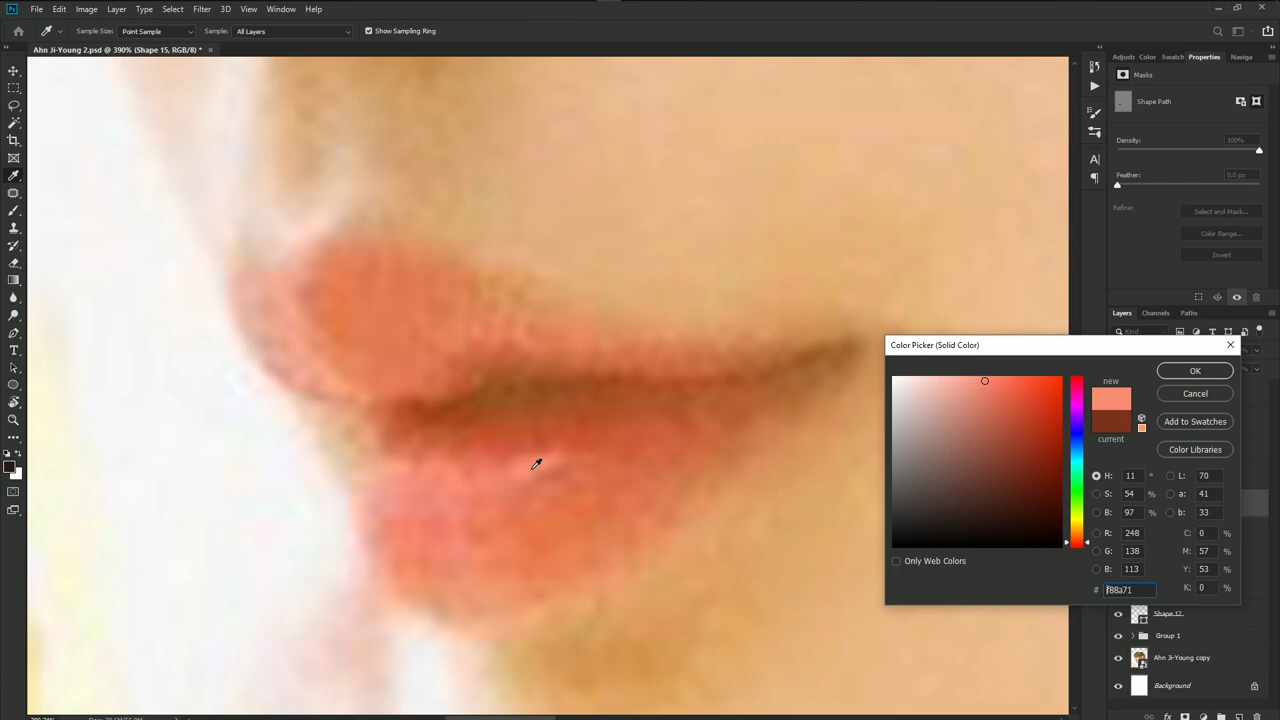 Ps File Edit Image Layer Type Select Filter 3D View Window Help
Sample Size: Point Sample Sample: All Layers Show Sampling Ring
Ahn Ji-Young 2.psd @ 390% (Shape 15, RGB/8) * ×
Adjust Color Swatch Properties Naviga
Masks
Shape Path
Density: 100%
Feather: 0.0 px
Refine: Select and Mask...
Color Range...
Invert
Layers Channels Paths
Kind
Color Picker (Solid Color)
new
current
OK
Cancel
Add to Swatches
Color Libraries
H: 11 ° L: 70
S: 54 % a: 41
B: 97 % b: 33
R: 248 C: 0 %
G: 138 M: 57 %
B: 113 Y: 53 %
# f88a71 K: 0 %
Only Web Colors
Shape 12
Group 1
Ahn Ji-Young copy
Background
fx